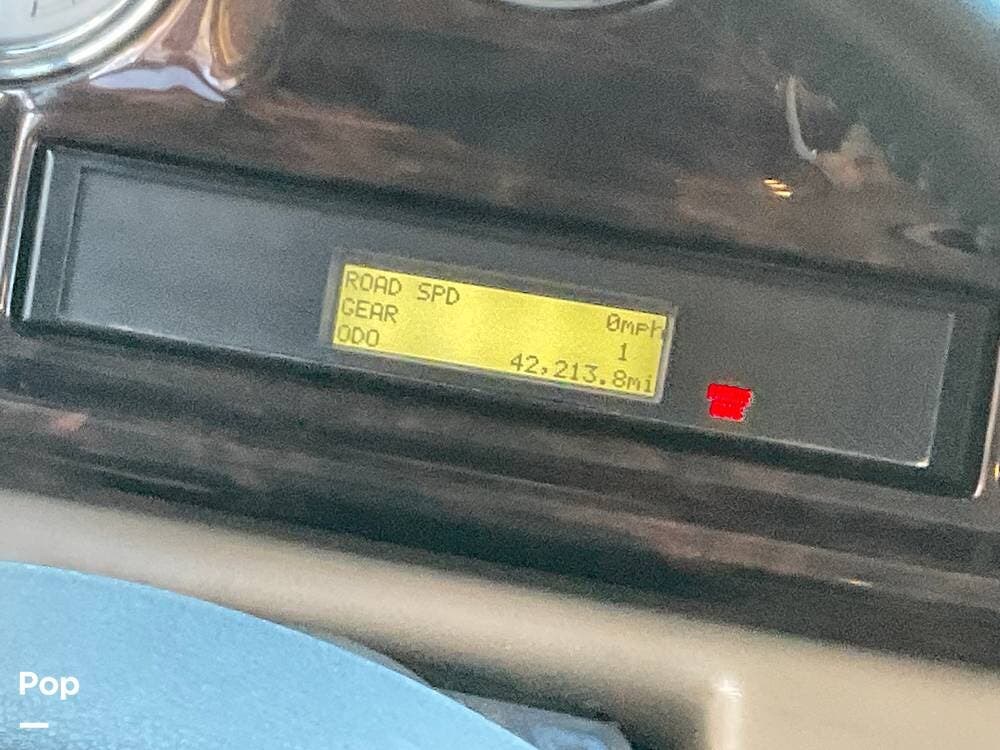 ROAD SPD 0mph
GEAR 1
ODO 42,213.8mi
Pop